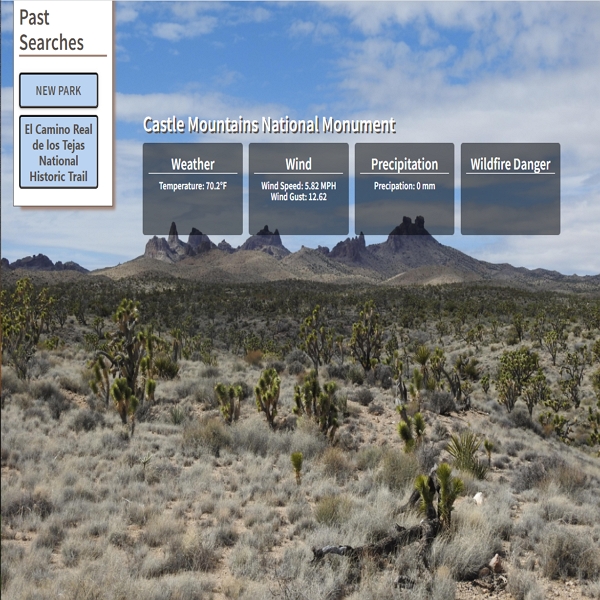 Past
Searches
NEW PARK
El Camino Real
de los Tejas
National
Historic Trail
Castle Mountains National Monument
Weather
Temperature: 70.2°F
Wind
Wind Speed: 5.82 MPH
Wind Gust: 12.62
Precipitation
Precipation: 0 mm
Wildfire Danger